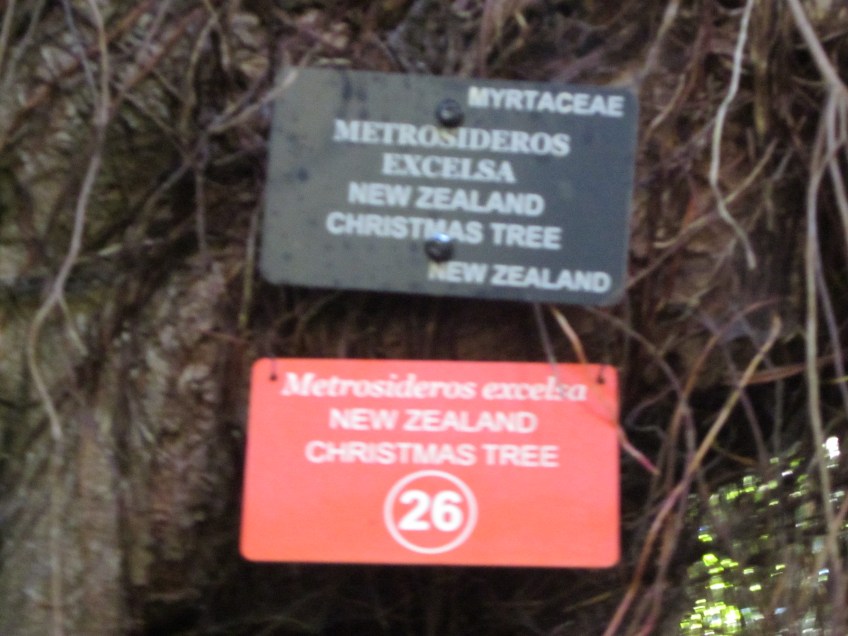 MYRTACEAE
METROSIDEROS
EXCELSA
NEW ZEALAND
CHRISTMAS TREE
NEW ZEALAND
Metrosideros excelsa
NEW ZEALAND
CHRISTMAS TREE
26